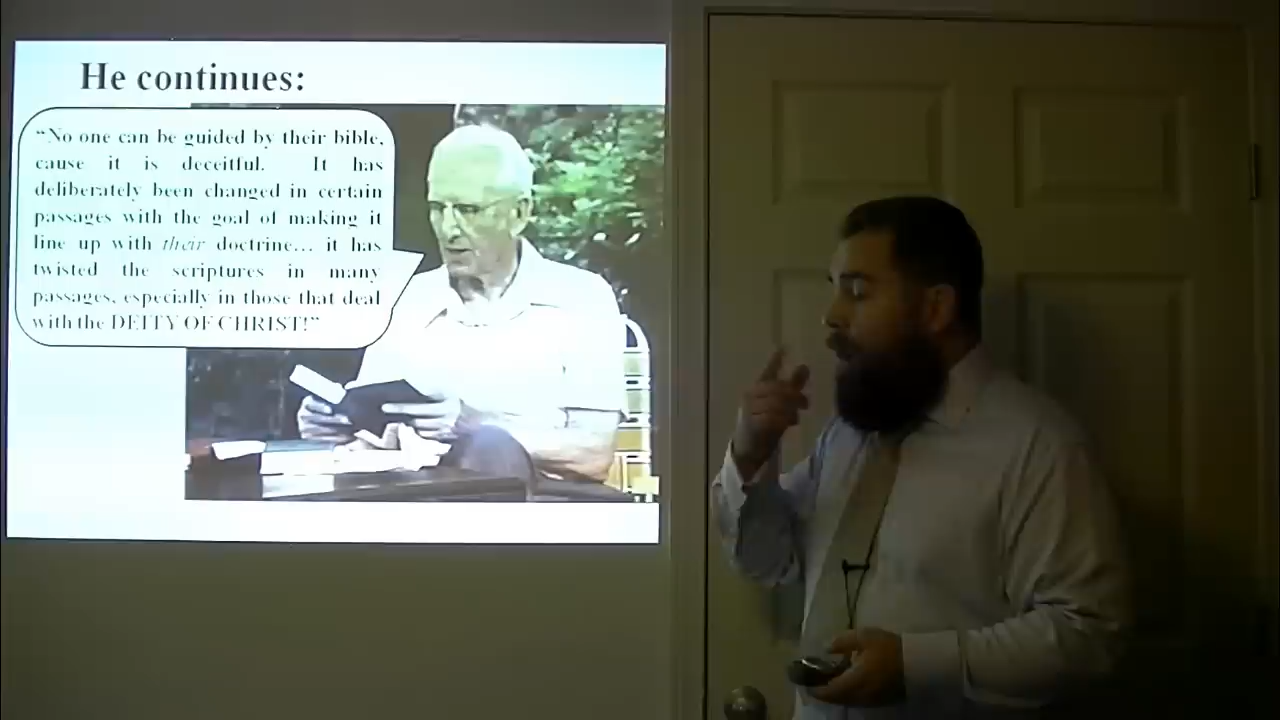 He continues:
“No one can be guided by their bible,
cause it is deceitful. It has
deliberately been changed in certain
passages with the goal of making it
line up with their doctrine... it has
twisted the scriptures in many
passages, especially in those that deal
with the DEITY OF CHRIST!”